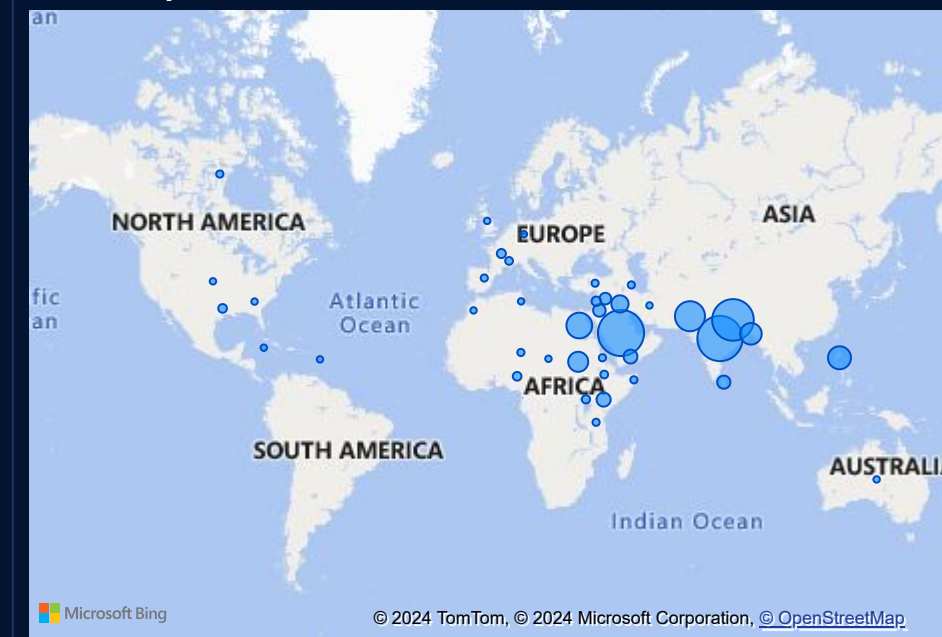 an
NORTH AMERICA
ASIA
EUROPE
fic
an
Atlantic
Ocean
AFRICA
SOUTH AMERICA
AUSTRALI
Indian Ocean
Microsoft Bing
© 2024 TomTom, © 2024 Microsoft Corporation, © OpenStreetMap